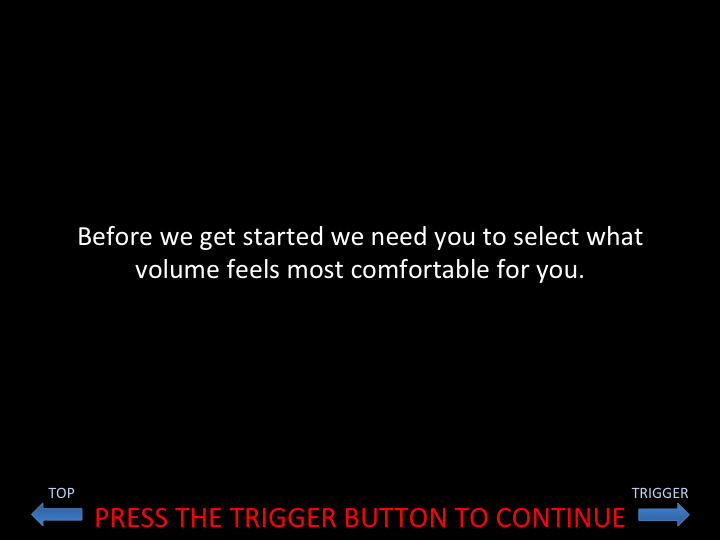 Before we get started we need you to select what
volume feels most comfortable for you.
TOP
TRIGGER
PRESS THE TRIGGER BUTTON TO CONTINUE